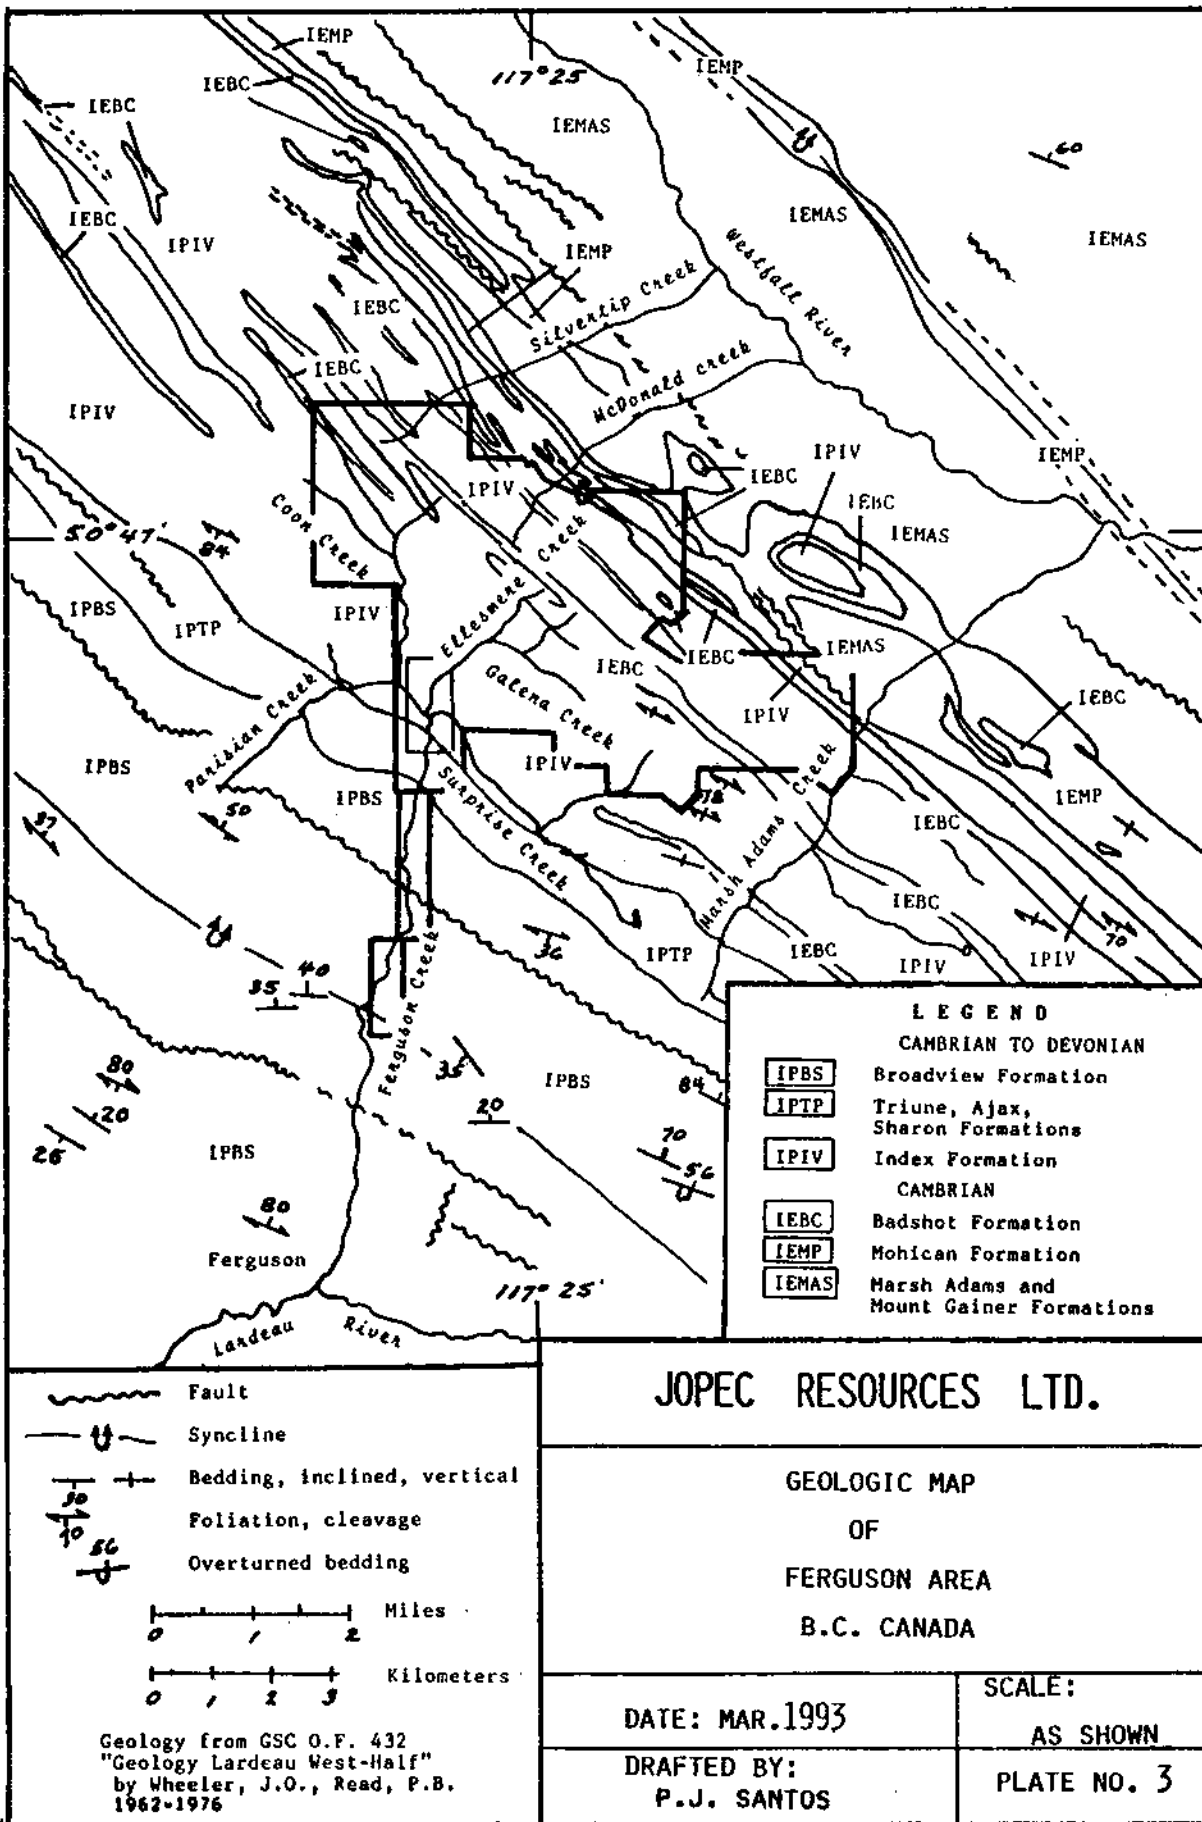 IEMP
IEBC
117° 25
IEMP
IEBC
IEMAS
60
IEBC
IPIV
IEMAS
IEMAS
IEMP
Westfall River
Silvertip Creek
IEBC
McDonald creek
IEBC
IPIV
IPIV
IEMP
IEBC
IPIV
IEBC
IEMAS
50° 47'
84
Coon Creek
Ellesmere Creek
IPBS
IPTP
IPIV
IEBC
IEBC
IEMAS
Galena Creek
IEBC
IPIV
Parisian Creek
IPBS
IPIV
IPBS
Surprise Creek
78
IEMP
37
50
IEBC
Marsh Adams Creek
IEBC
36
IPTP
IEBC
IPIV
IPIV
70
40
35
Ferguson Creek
35
IPBS
84
80
20
20
26
IPBS
70
56
80
Ferguson
117° 25'
Lardeau River
LEGEND
CAMBRIAN TO DEVONIAN
IPBS Broadview Formation
IPTP Triune, Ajax,
Sharon Formations
IPIV Index Formation
CAMBRIAN
IEBC Badshot Formation
IEMP Mohican Formation
IEMAS Marsh Adams and
Mount Gainer Formations
Fault
Syncline
Bedding, inclined, vertical
30
Foliation, cleavage
70
56
Overturned bedding
Miles
0 1 2
Kilometers
0 1 2 3
Geology from GSC O.F. 432
"Geology Lardeau West-Half"
by Wheeler, J.O., Read, P.B.
1962-1976
JOPEC RESOURCES LTD.
GEOLOGIC MAP
OF
FERGUSON AREA
B.C. CANADA
DATE: MAR.1993
SCALE:
AS SHOWN
DRAFTED BY:
P.J. SANTOS
PLATE NO. 3